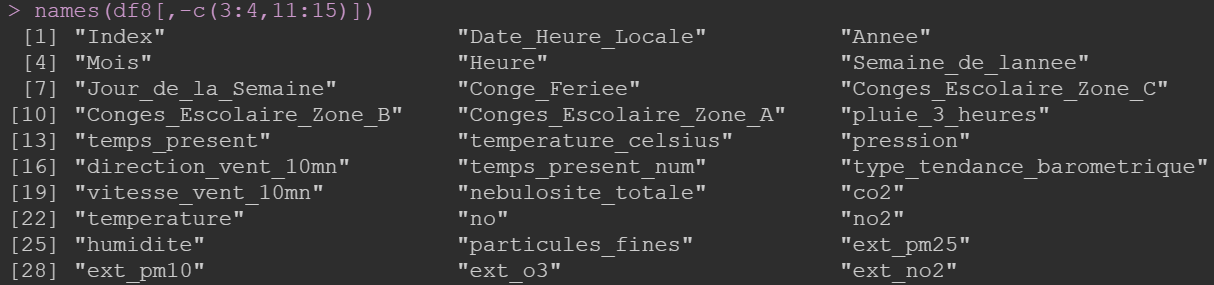 > names(df8[,-c(3:4,11:15)])
[1] "Index" "Date_Heure_Locale" "Annee"
[4] "Mois" "Heure" "Semaine_de_lannee"
[7] "Jour_de_la_Semaine" "Conge_Feriee" "Conges_Escolaire_Zone_C"
[10] "Conges_Escolaire_Zone_B" "Conges_Escolaire_Zone_A" "pluie_3_heures"
[13] "temps_present" "temperature_celsius" "pression"
[16] "direction_vent_10mn" "temps_present_num" "type_tendance_barometrique"
[19] "vitesse_vent_10mn" "nebulosite_totale" "co2"
[22] "temperature" "no" "no2"
[25] "humidite" "particules_fines" "ext_pm25"
[28] "ext_pm10" "ext_o3" "ext_no2"